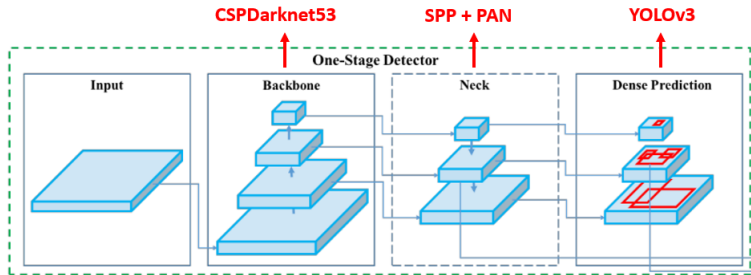 CSPDarknet53 SPP + PAN YOLOv3
One-Stage Detector
Input Backbone Neck Dense Prediction